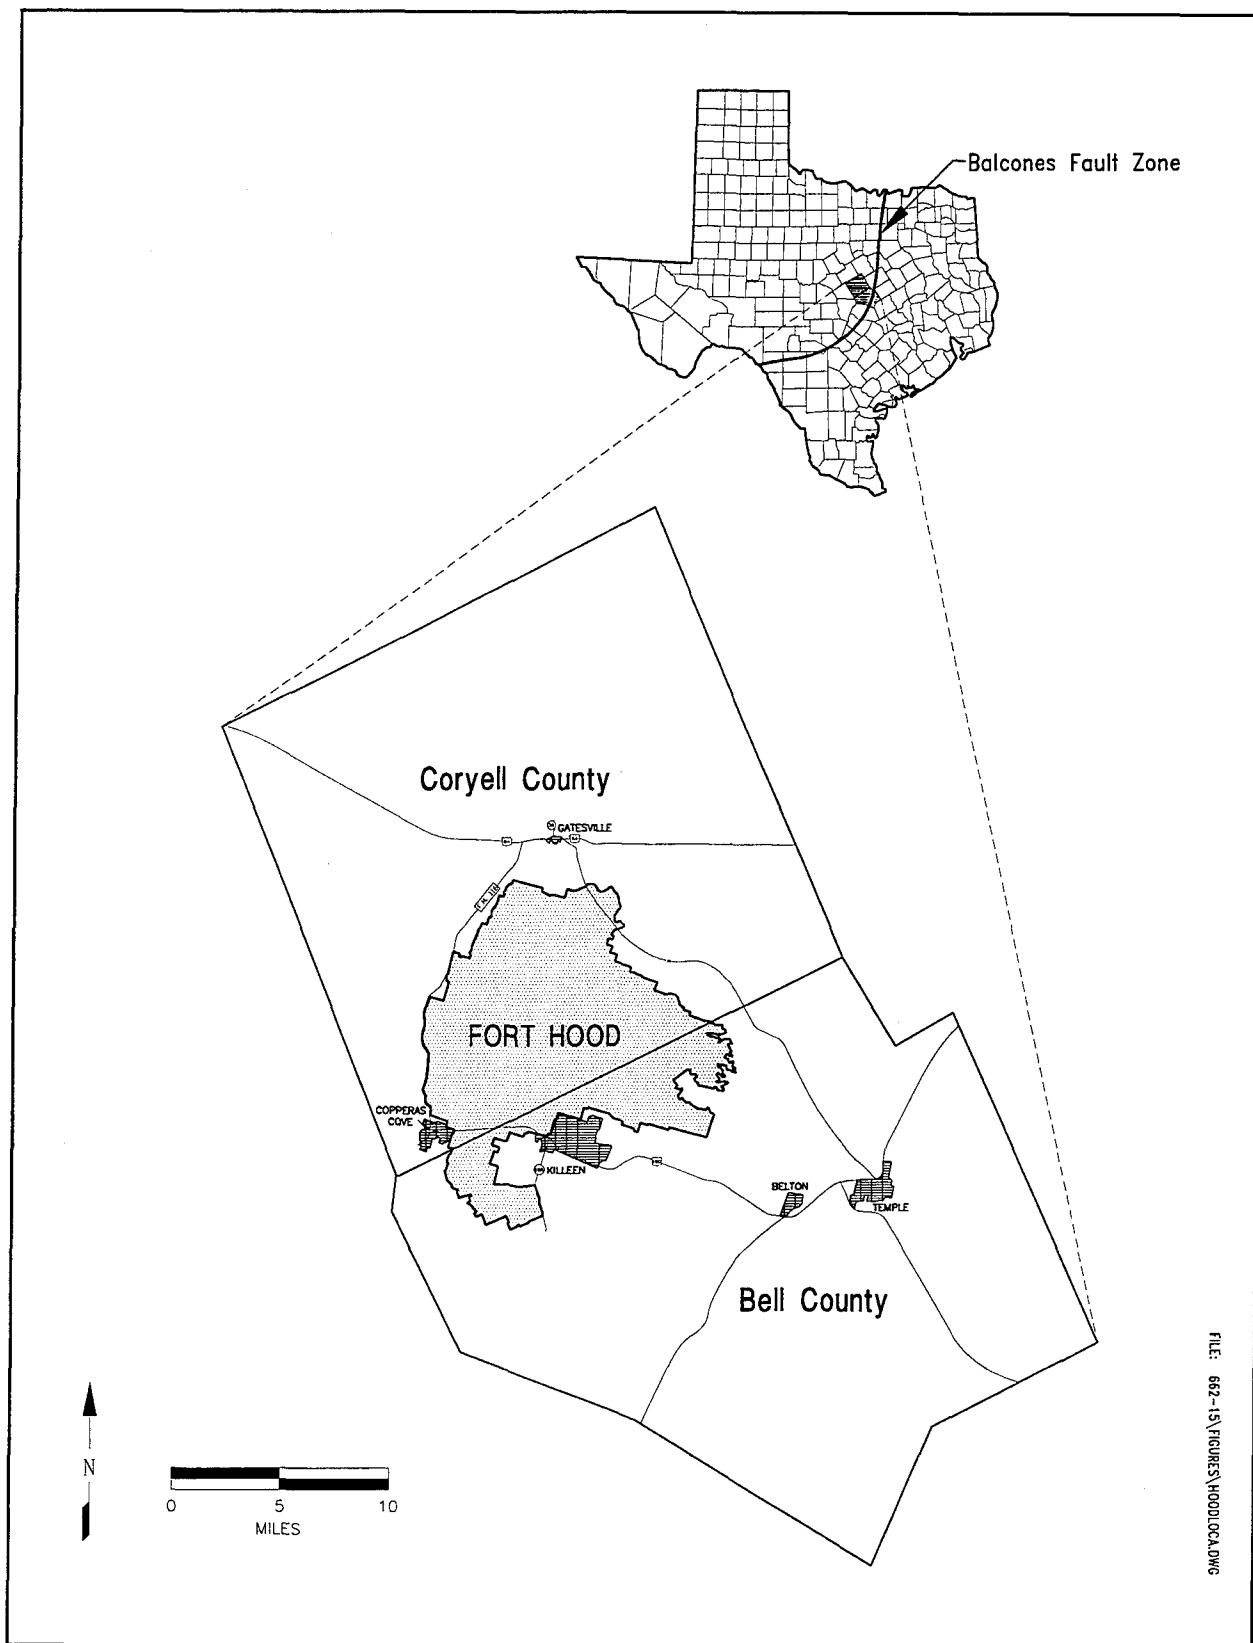 Balcones Fault Zone
Coryell County
GATESVILLE
F.M. 116
FORT HOOD
COPPERAS
COVE
KILLEEN
BELTON
TEMPLE
Bell County
N
0 5 10
MILES
FILE: 662-15\FIGURES\HOODLOCA.DWG